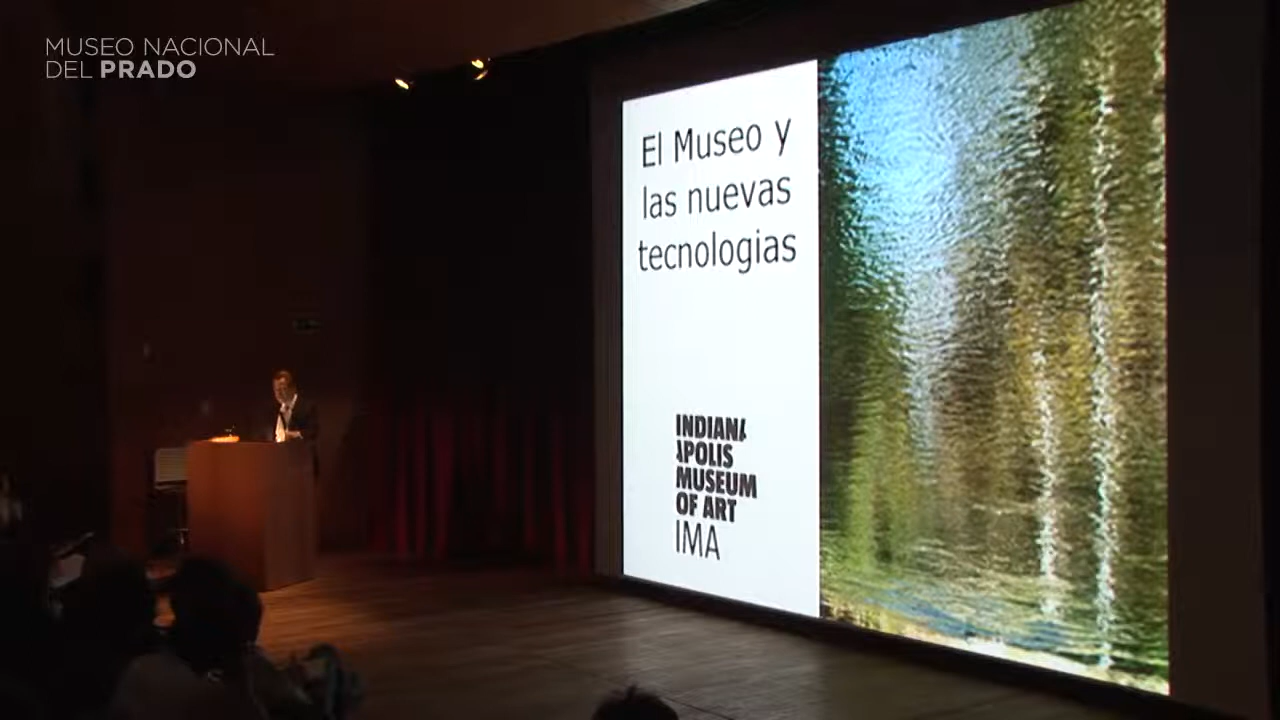 MUSEO NACIONAL
DEL PRADO
El Museo y
las nuevas
tecnologias
INDIANA
APOLIS
MUSEUM
OF ART
IMA